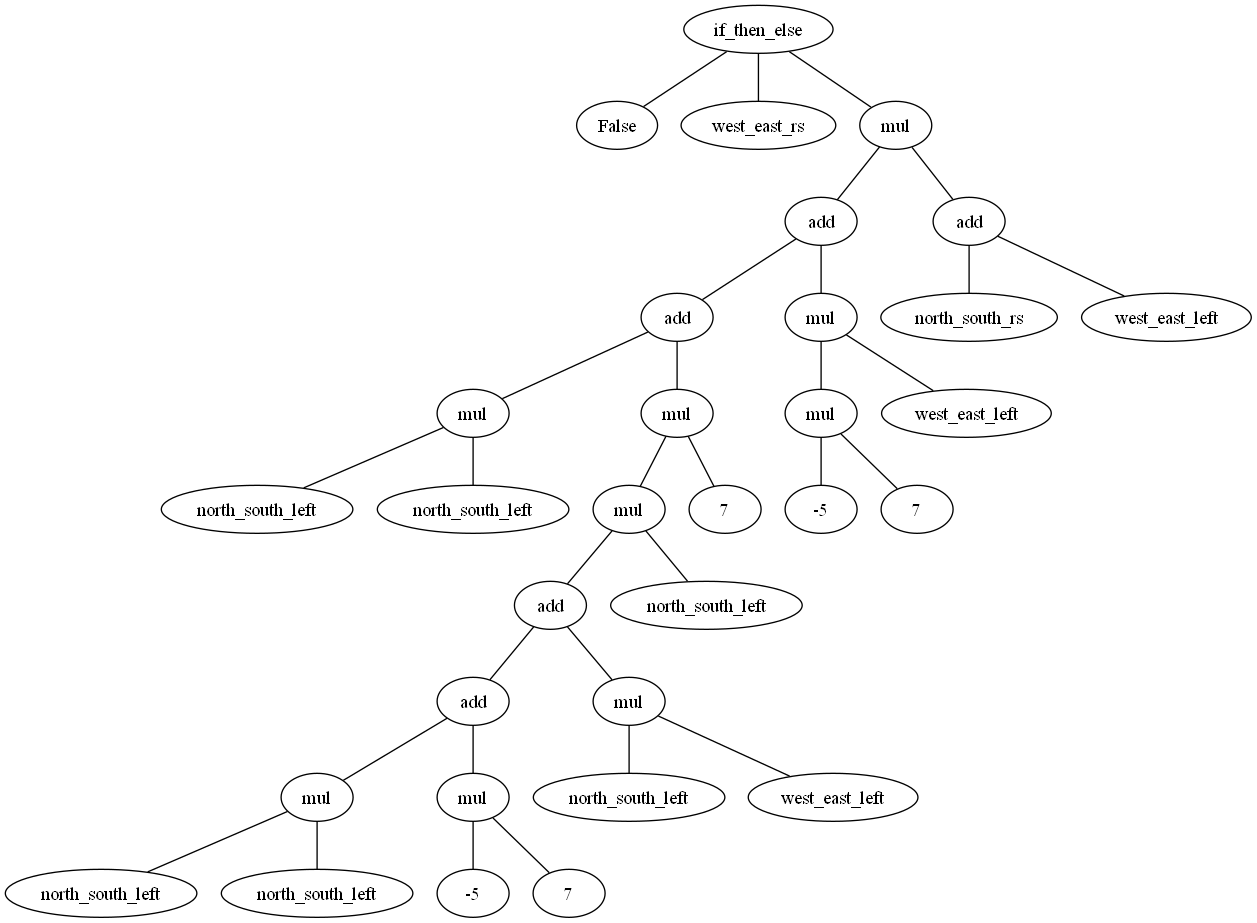 if_then_else
False west_east_rs mul
add add
add mul north_south_rs west_east_left
mul mul mul west_east_left
north_south_left north_south_left mul 7 -5 7
add north_south_left
add mul
mul mul north_south_left west_east_left
north_south_left north_south_left -5 7